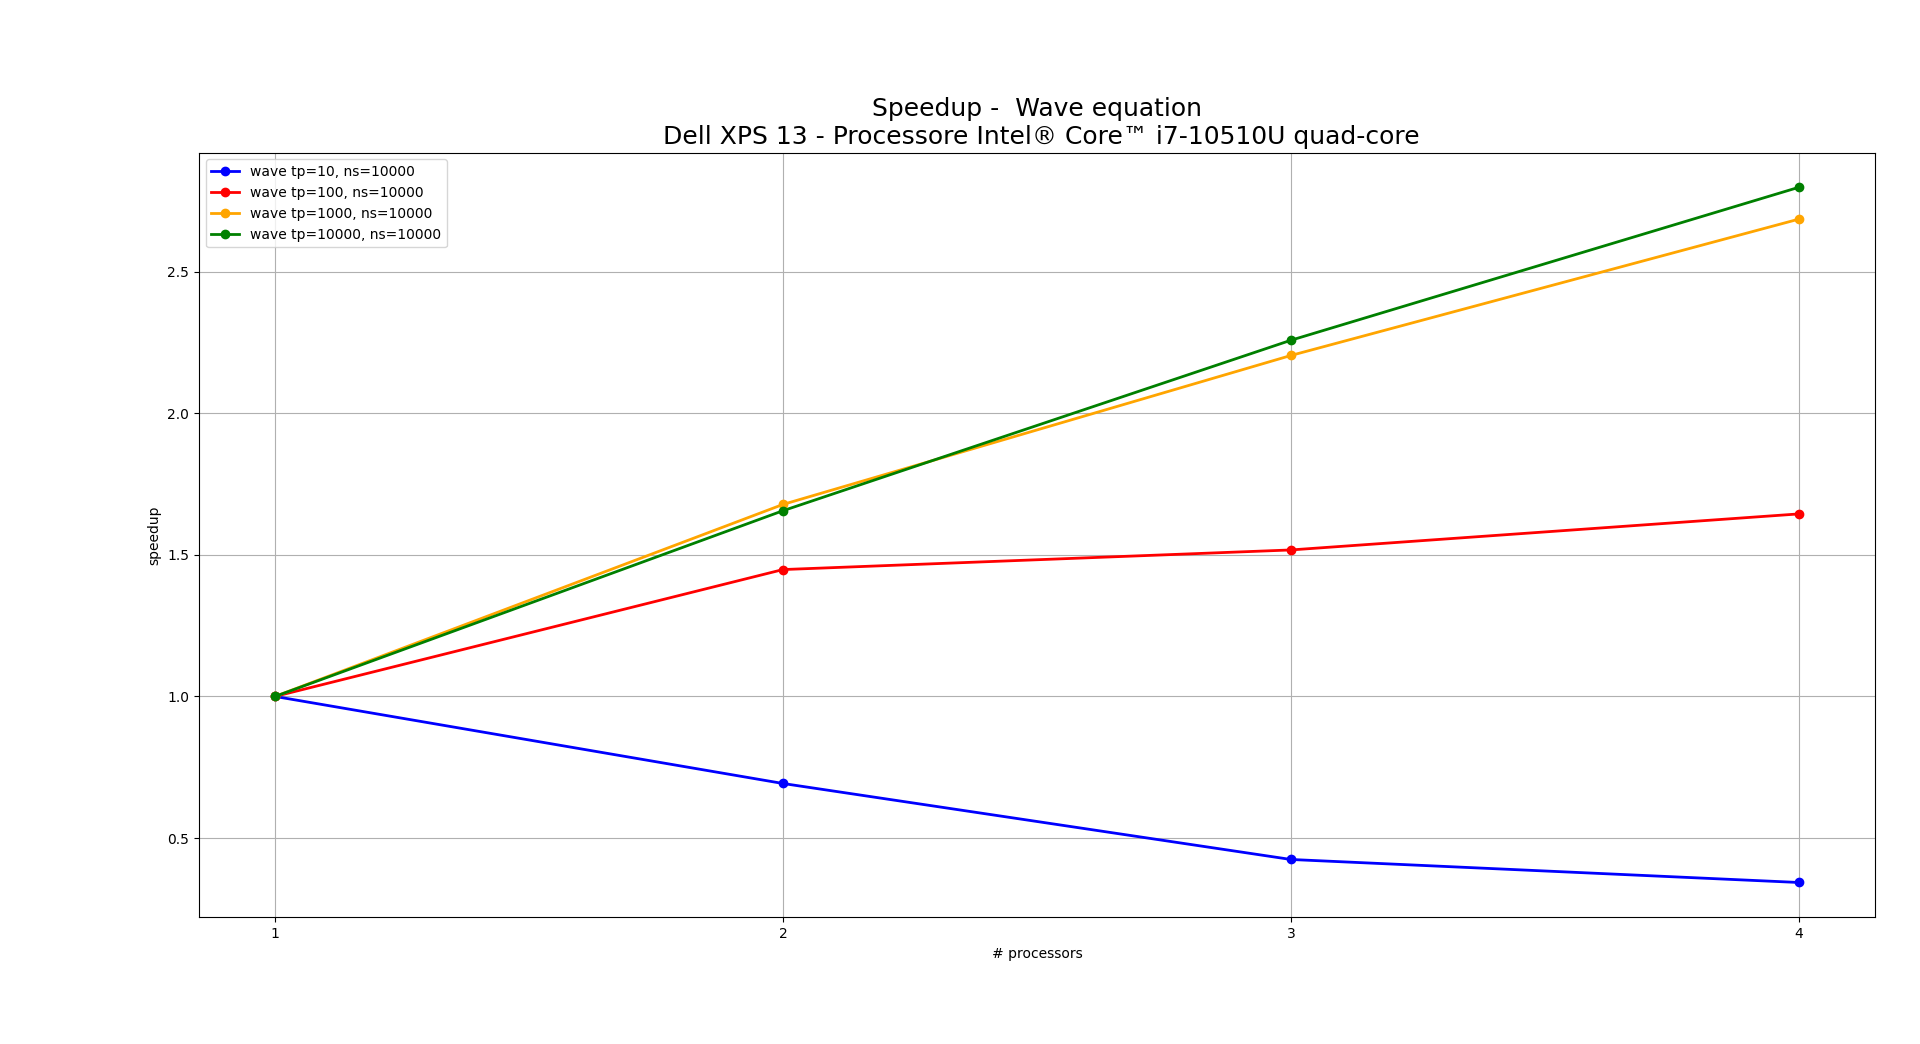 Speedup -  Wave equation
Dell XPS 13 - Processore Intel® Core™ i7-10510U quad-core
wave tp=10, ns=10000
wave tp=100, ns=10000
wave tp=1000, ns=10000
wave tp=10000, ns=10000
2.5
2.0
1.5
1.0
0.5
speedup
1 2 3 4
# processors